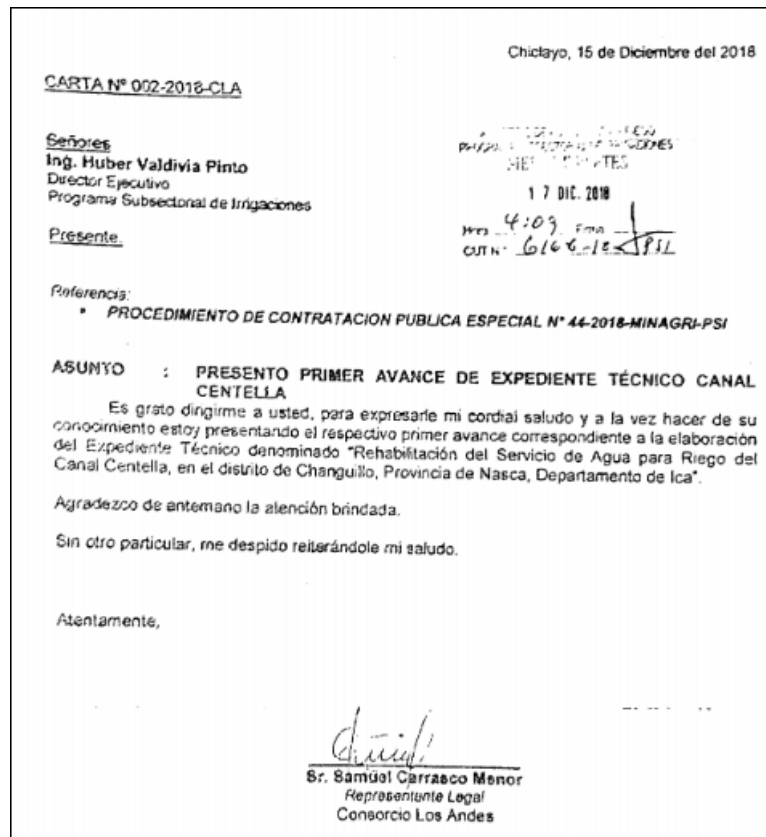 Chiclayo, 15 de Diciembre del 2018
CARTA Nº 002-2018-CLA
Señores
Ing. Huber Valdivia Pinto
Director Ejecutivo
Programa Subsectorial de Irrigaciones
Presente.
17 DIC. 2018
4:09
CUT Nº
PSI
Referencia:
• PROCEDIMIENTO DE CONTRATACION PUBLICA ESPECIAL Nº 44-2018-MINAGRI-PSI
ASUNTO : PRESENTO PRIMER AVANCE DE EXPEDIENTE TÉCNICO CANAL
CENTELLA
Es grato dirigirme a usted, para expresarle mi cordial saludo y a la vez hacer de su
conocimiento estoy presentando el respectivo primer avance correspondiente a la elaboración
del Expediente Técnico denominado "Rehabilitación del Servicio de Agua para Riego del
Canal Centella, en el distrito de Changuillo, Provincia de Nasca, Departamento de Ica".
Agradezco de antemano la atención brindada.
Sin otro particular, me despido reiterándole mi saludo.
Atentamente,
Sr. Samuel Carrasco Menor
Representante Legal
Consorcio Los Andes